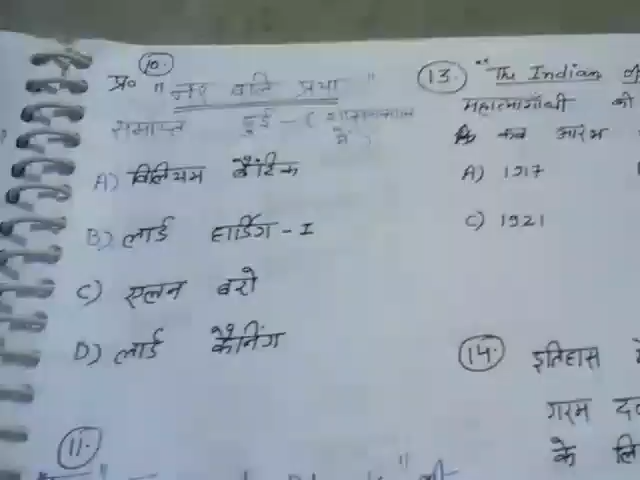 10.
प्र० "नर बलि प्रथा"
समाप्त हुई - (शासनकाल में)
A) विलियम बैंटिक
B) लार्ड हार्डिंग - I
C) एलन बरो
D) लार्ड कैनिंग
11.
13. "The Indian
महात्मागाँधी की
कब आरंभ
A) 1917
C) 1921
14. इतिहास
गरम
के लि